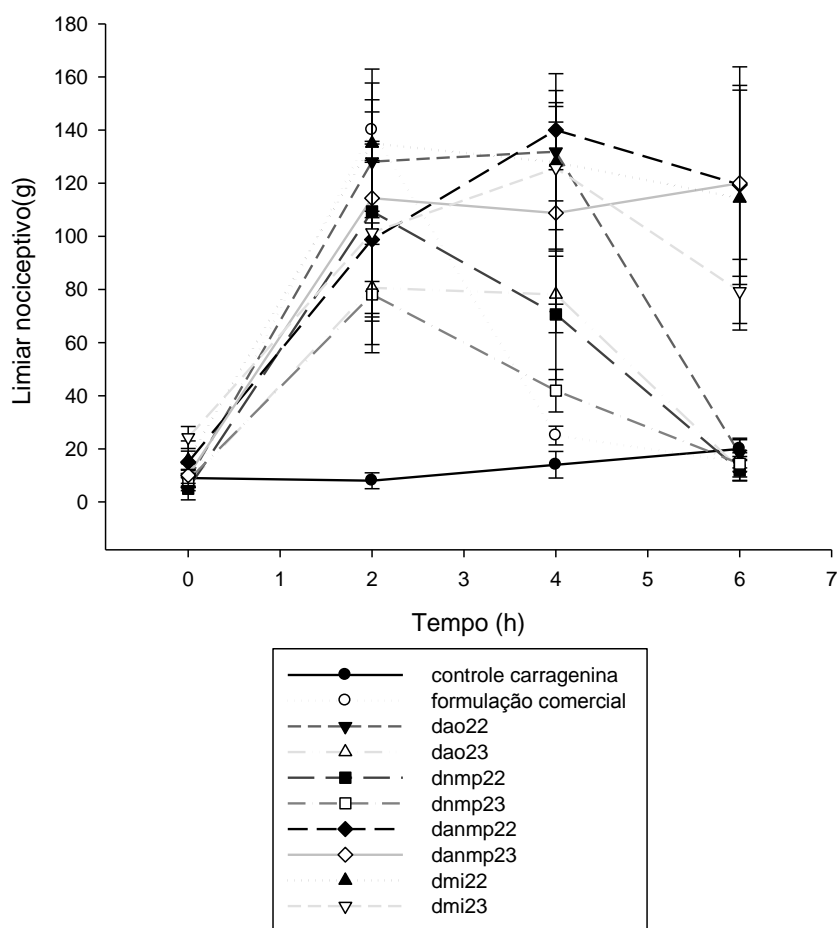 180
160
140
120
100
80
60
40
20
0
Limiar nociceptivo(g)
0 1 2 3 4 5 6 7
Tempo (h)
controle carragenina
formulação comercial
dao22
dao23
dnmp22
dnmp23
danmp22
danmp23
dmi22
dmi23